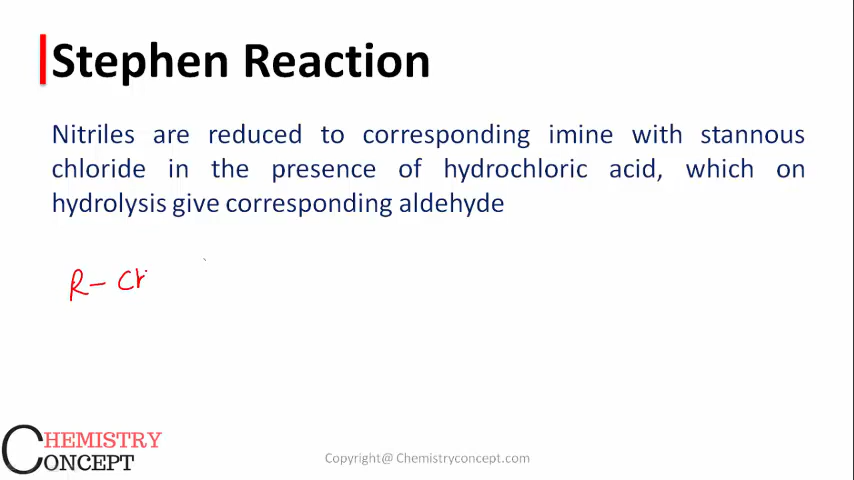 Stephen Reaction
Nitriles are reduced to corresponding imine with stannous
chloride in the presence of hydrochloric acid, which on
hydrolysis give corresponding aldehyde
R-
CHEMISTRY
CONCEPT
Copyright@ Chemistryconcept.com